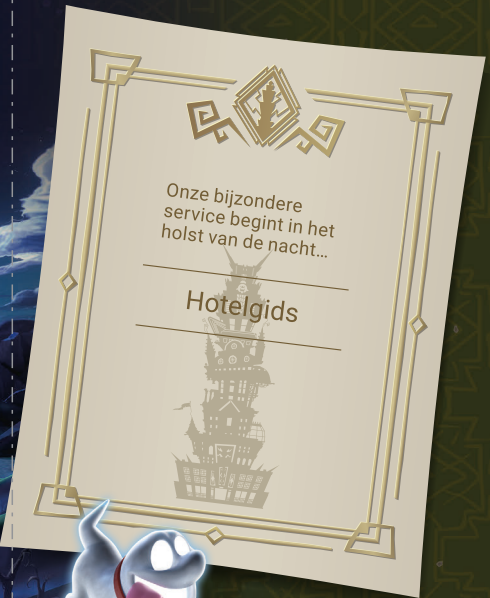 Onze bijzondere
service begint in het
holst van de nacht...
Hotelgids